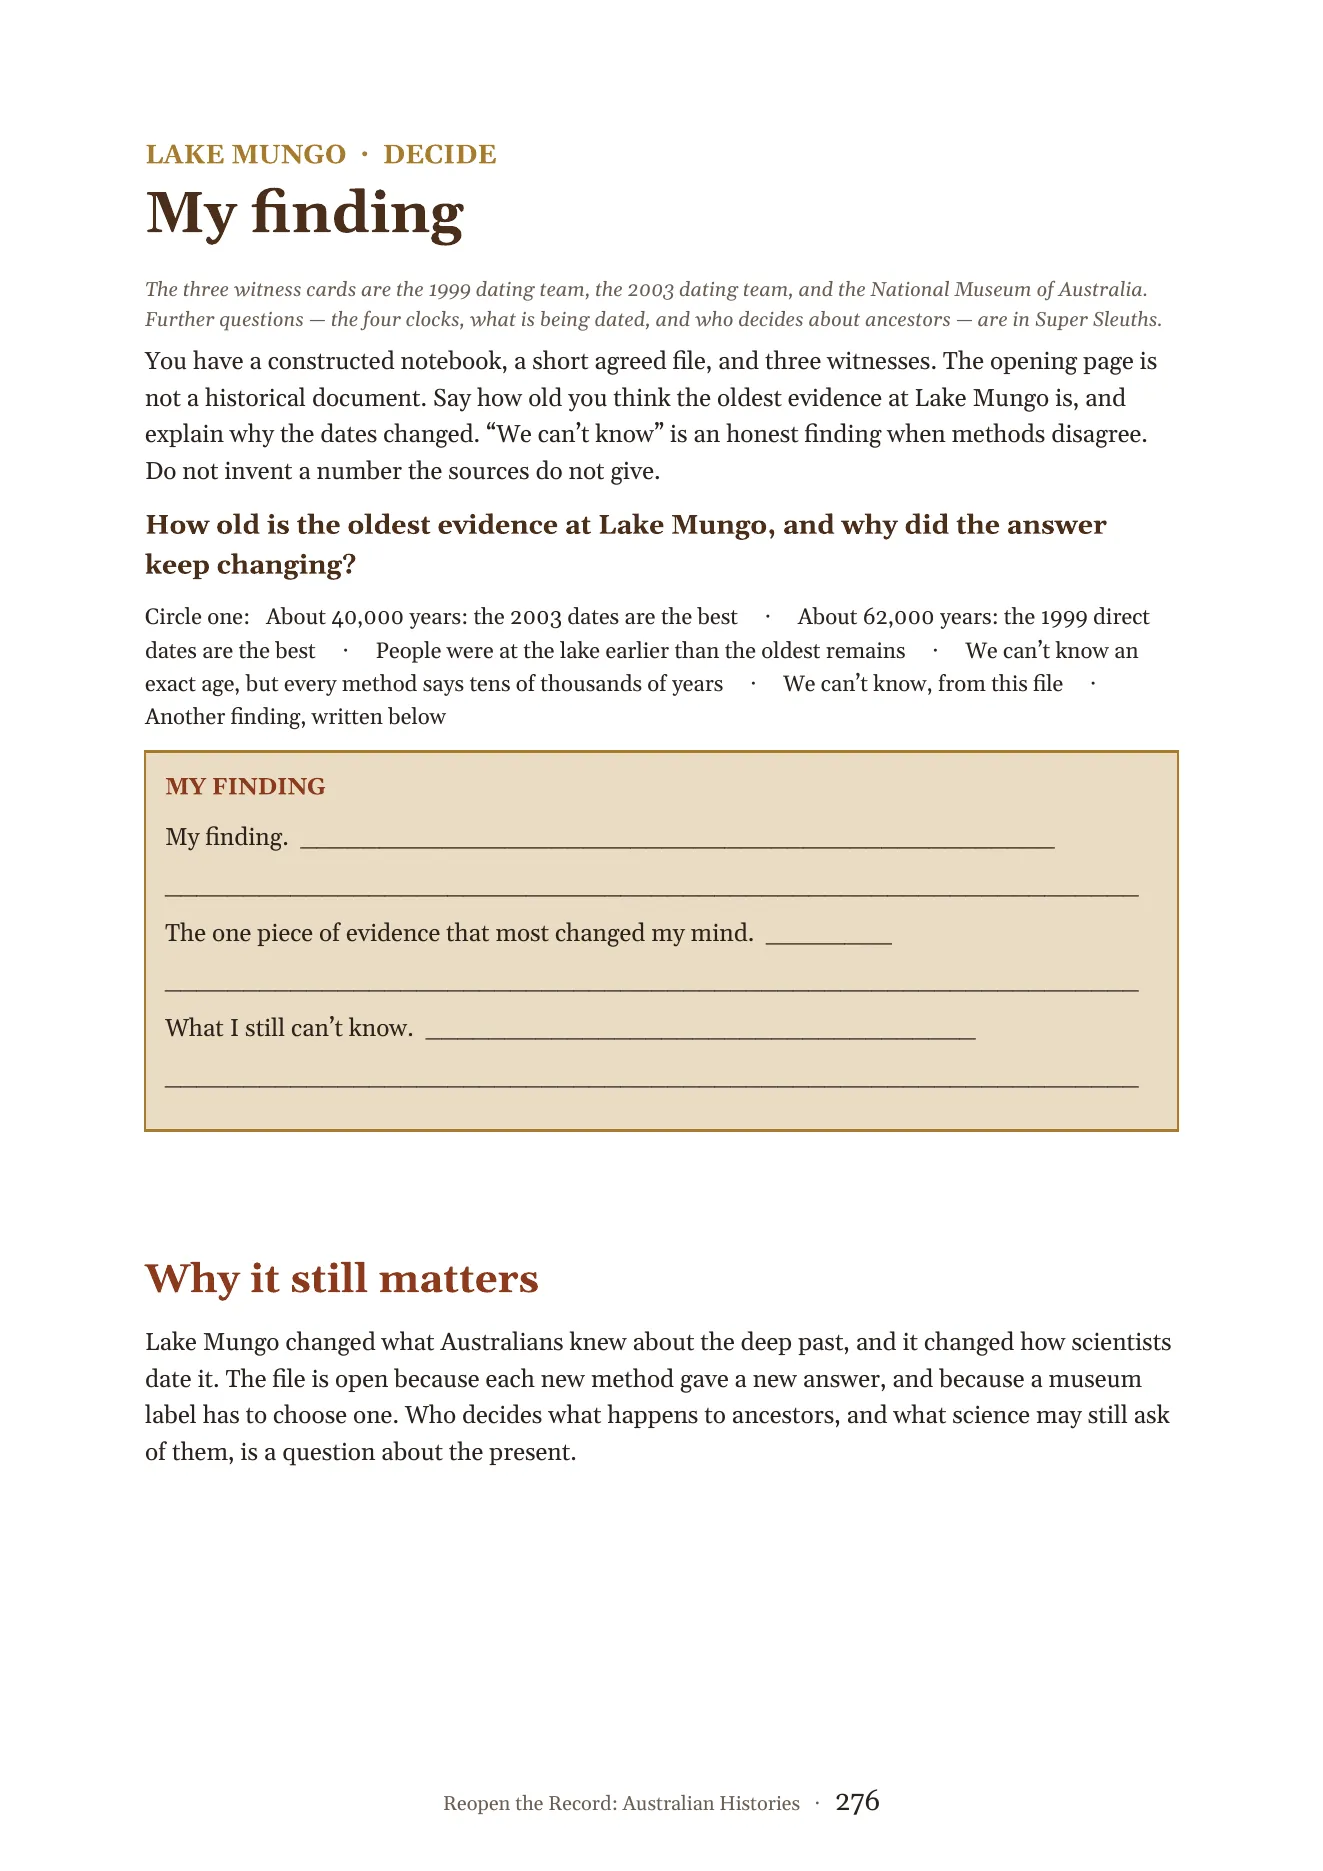 LAKE MUNGO · DECIDE
My finding
The three witness cards are the 1999 dating team, the 2003 dating team, and the National Museum of Australia.
Further questions — the four clocks, what is being dated, and who decides about ancestors — are in Super Sleuths.
You have a constructed notebook, a short agreed file, and three witnesses. The opening page is
not a historical document. Say how old you think the oldest evidence at Lake Mungo is, and
explain why the dates changed. “We can’t know” is an honest finding when methods disagree.
Do not invent a number the sources do not give.
How old is the oldest evidence at Lake Mungo, and why did the answer
keep changing?
Circle one: About 40,000 years: the 2003 dates are the best · About 62,000 years: the 1999 direct
dates are the best · People were at the lake earlier than the oldest remains · We can’t know an
exact age, but every method says tens of thousands of years · We can’t know, from this file ·
Another finding, written below
MY FINDING
My finding.
The one piece of evidence that most changed my mind.
What I still can’t know.
Why it still matters
Lake Mungo changed what Australians knew about the deep past, and it changed how scientists
date it. The file is open because each new method gave a new answer, and because a museum
label has to choose one. Who decides what happens to ancestors, and what science may still ask
of them, is a question about the present.
Reopen the Record: Australian Histories · 276